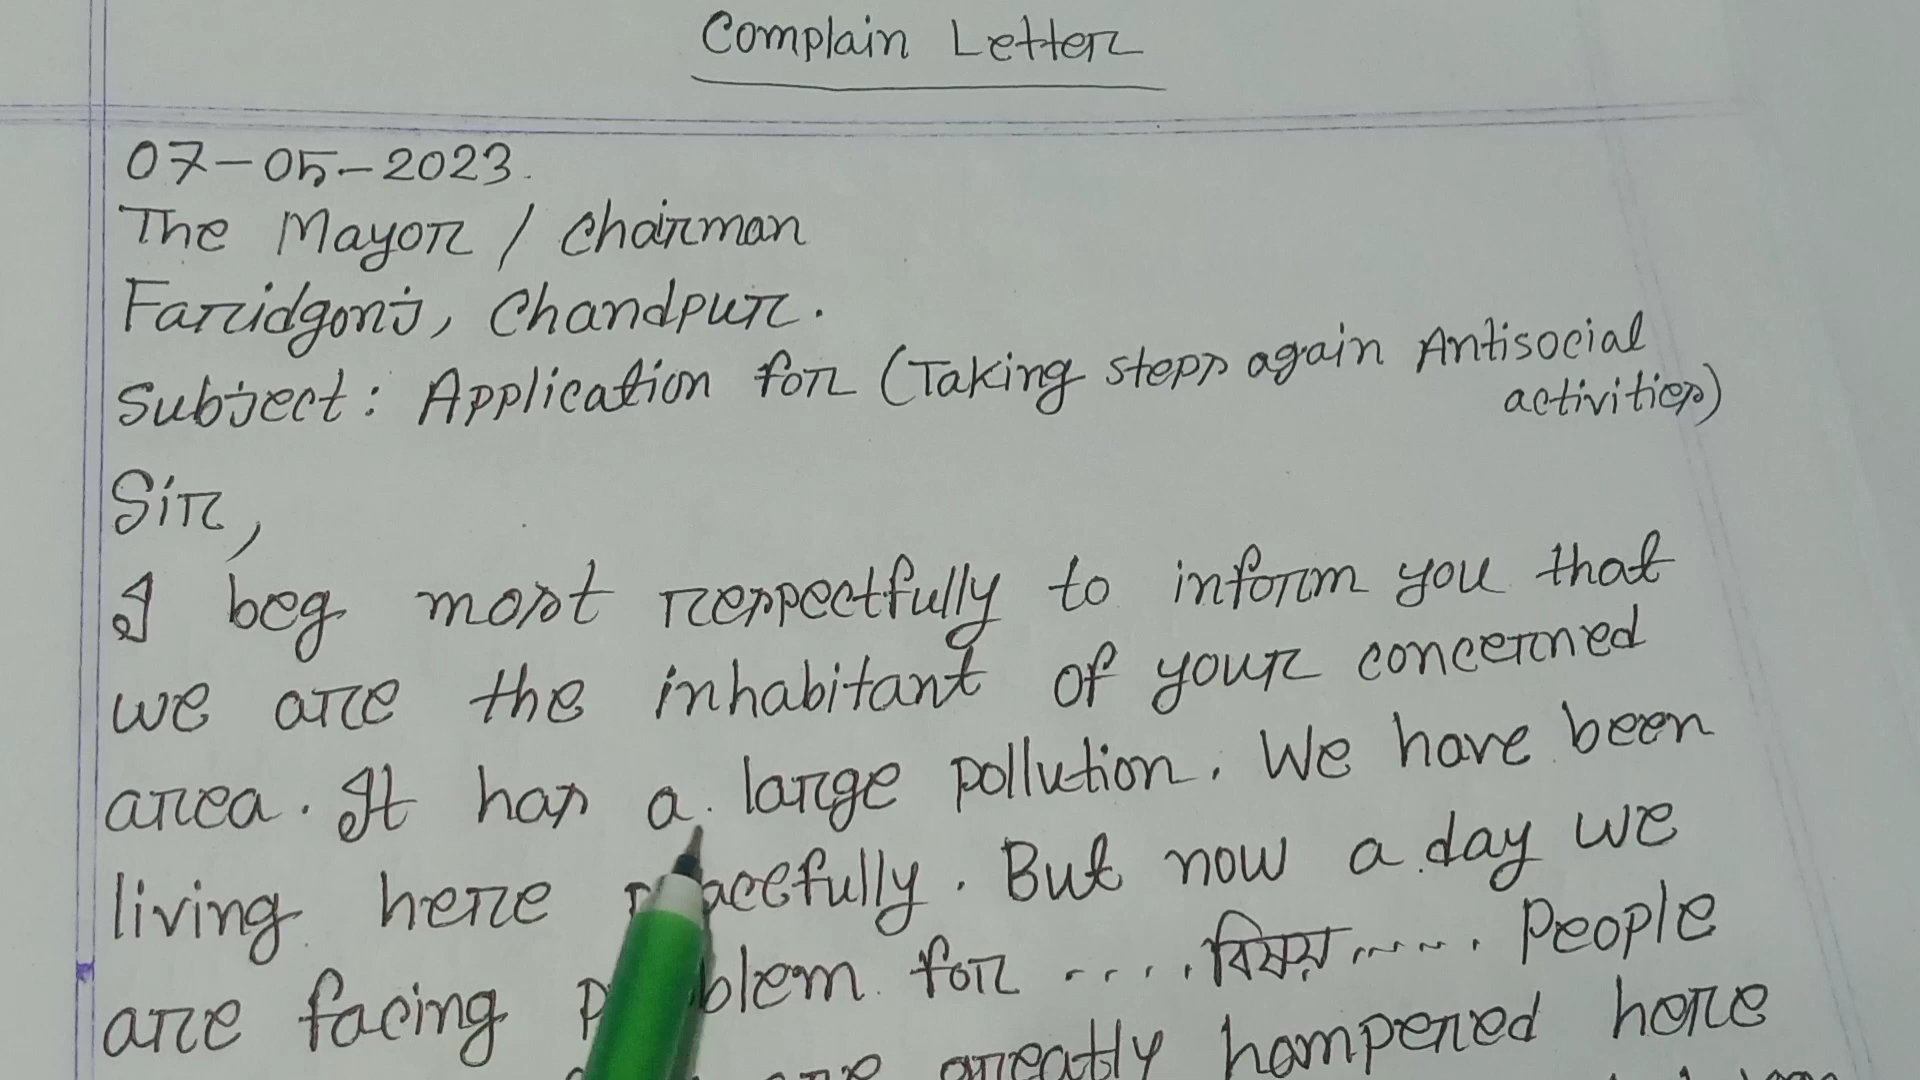 Complain Letter
07-05-2023.
The Mayor / Chairman
Faridgonj, Chandpur.
Subject: Application for (Taking steps again Antisocial
activities)
Sir,
I beg most respectfully to inform you that
we are the inhabitant of your concerned
area. It has a large pollution. We have been
living here peacefully. But now a day we
are facing problem for .....বিষয়...... People
greatly hampered here